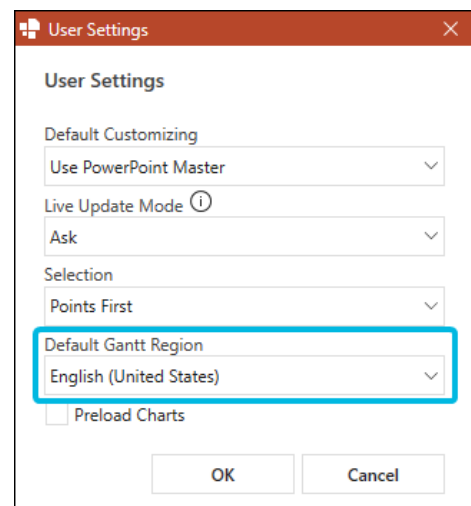 User Settings
User Settings
Default Customizing
Use PowerPoint Master
Live Update Mode
Ask
Selection
Points First
Default Gantt Region
English (United States)
Preload Charts
OK Cancel